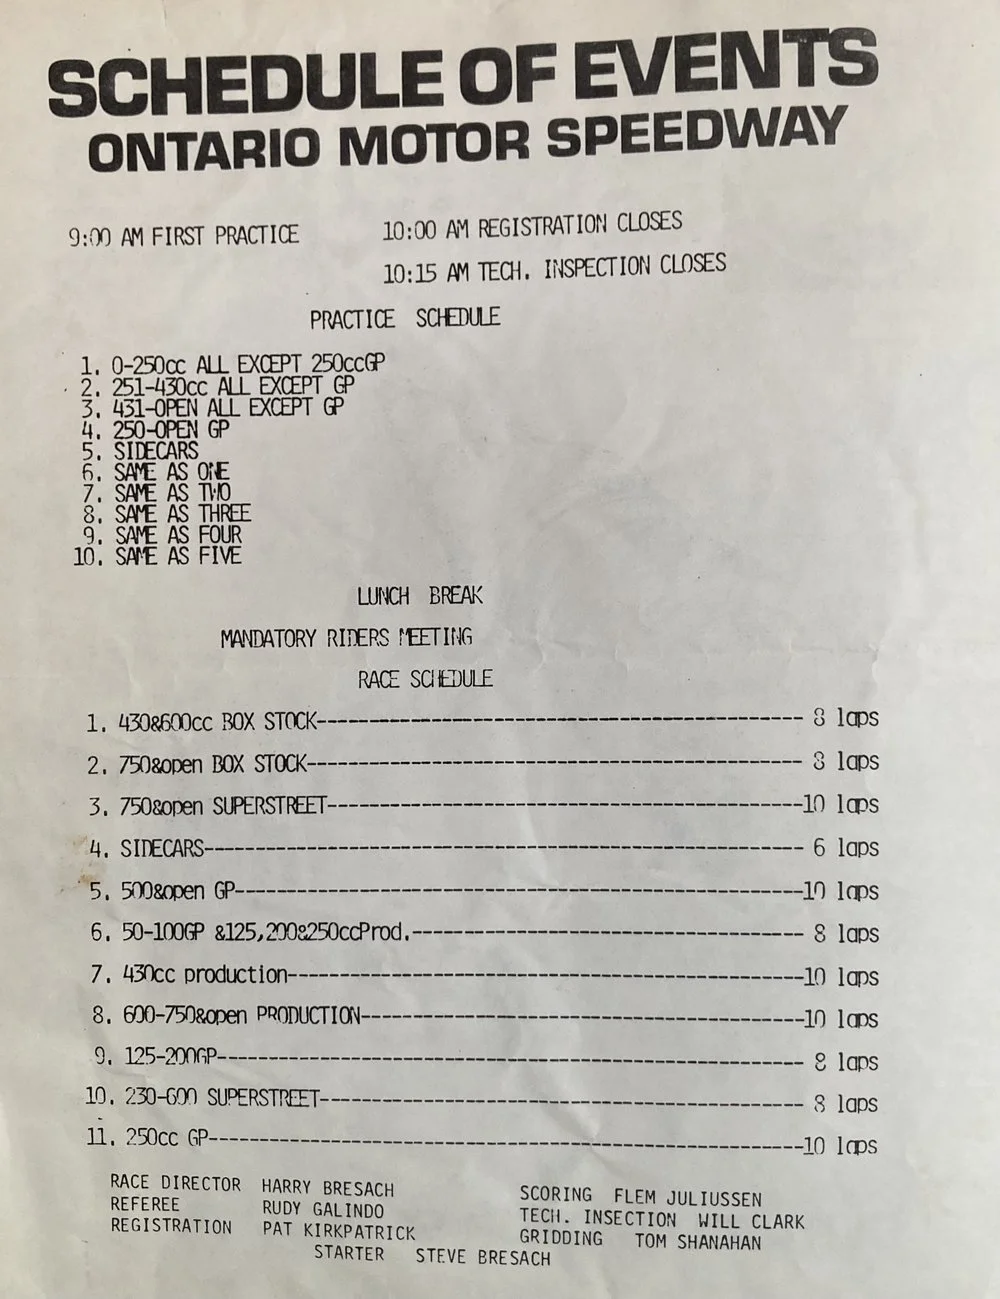 SCHEDULE OF EVENTS
ONTARIO MOTOR SPEEDWAY
9:00 AM FIRST PRACTICE 10:00 AM REGISTRATION CLOSES
10:15 AM TECH. INSPECTION CLOSES
PRACTICE SCHEDULE
1. 0-250cc ALL EXCEPT 250ccGP
2. 251-430cc ALL EXCEPT GP
3. 431-OPEN ALL EXCEPT GP
4. 250-OPEN GP
5. SIDECARS
6. SAME AS ONE
7. SAME AS TWO
8. SAME AS THREE
9. SAME AS FOUR
10. SAME AS FIVE
LUNCH BREAK
MANDATORY RIDERS MEETING
RACE SCHEDULE
1. 430&600cc BOX STOCK--- 8 laps
2. 750&open BOX STOCK--- 8 laps
3. 750&open SUPERSTREET---10 laps
4. SIDECARS--- 6 laps
5. 500&open GP---10 laps
6. 50-100GP &125,200&250ccProd.--- 8 laps
7. 430cc production---10 laps
8. 600-750&open PRODUCTION---10 laps
9. 125-200GP--- 8 laps
10. 230-600 SUPERSTREET--- 8 laps
11. 250cc GP---10 laps
RACE DIRECTOR HARRY BRESACH SCORING FLEM JULIUSSEN
REFEREE RUDY GALINDO TECH. INSECTION WILL CLARK
REGISTRATION PAT KIRKPATRICK GRIDDING TOM SHANAHAN
STARTER STEVE BRESACH